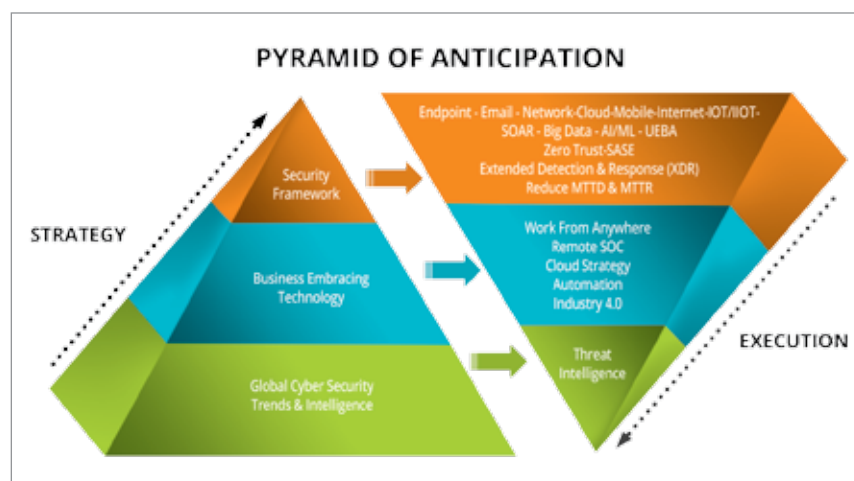 PYRAMID OF ANTICIPATION
STRATEGY
Security
Framework
Business Embracing
Technology
Global Cyber Security
Trends & Intelligence
Endpoint - Email - Network-Cloud-Mobile-Internet-IOT/IIOT-
SOAR - Big Data - AI/ML - UEBA
Zero Trust-SASE
Extended Detection & Response (XDR)
Reduce MTTD & MTTR
Work From Anywhere
Remote SOC
Cloud Strategy
Automation
Industry 4.0
Threat
Intelligence
EXECUTION